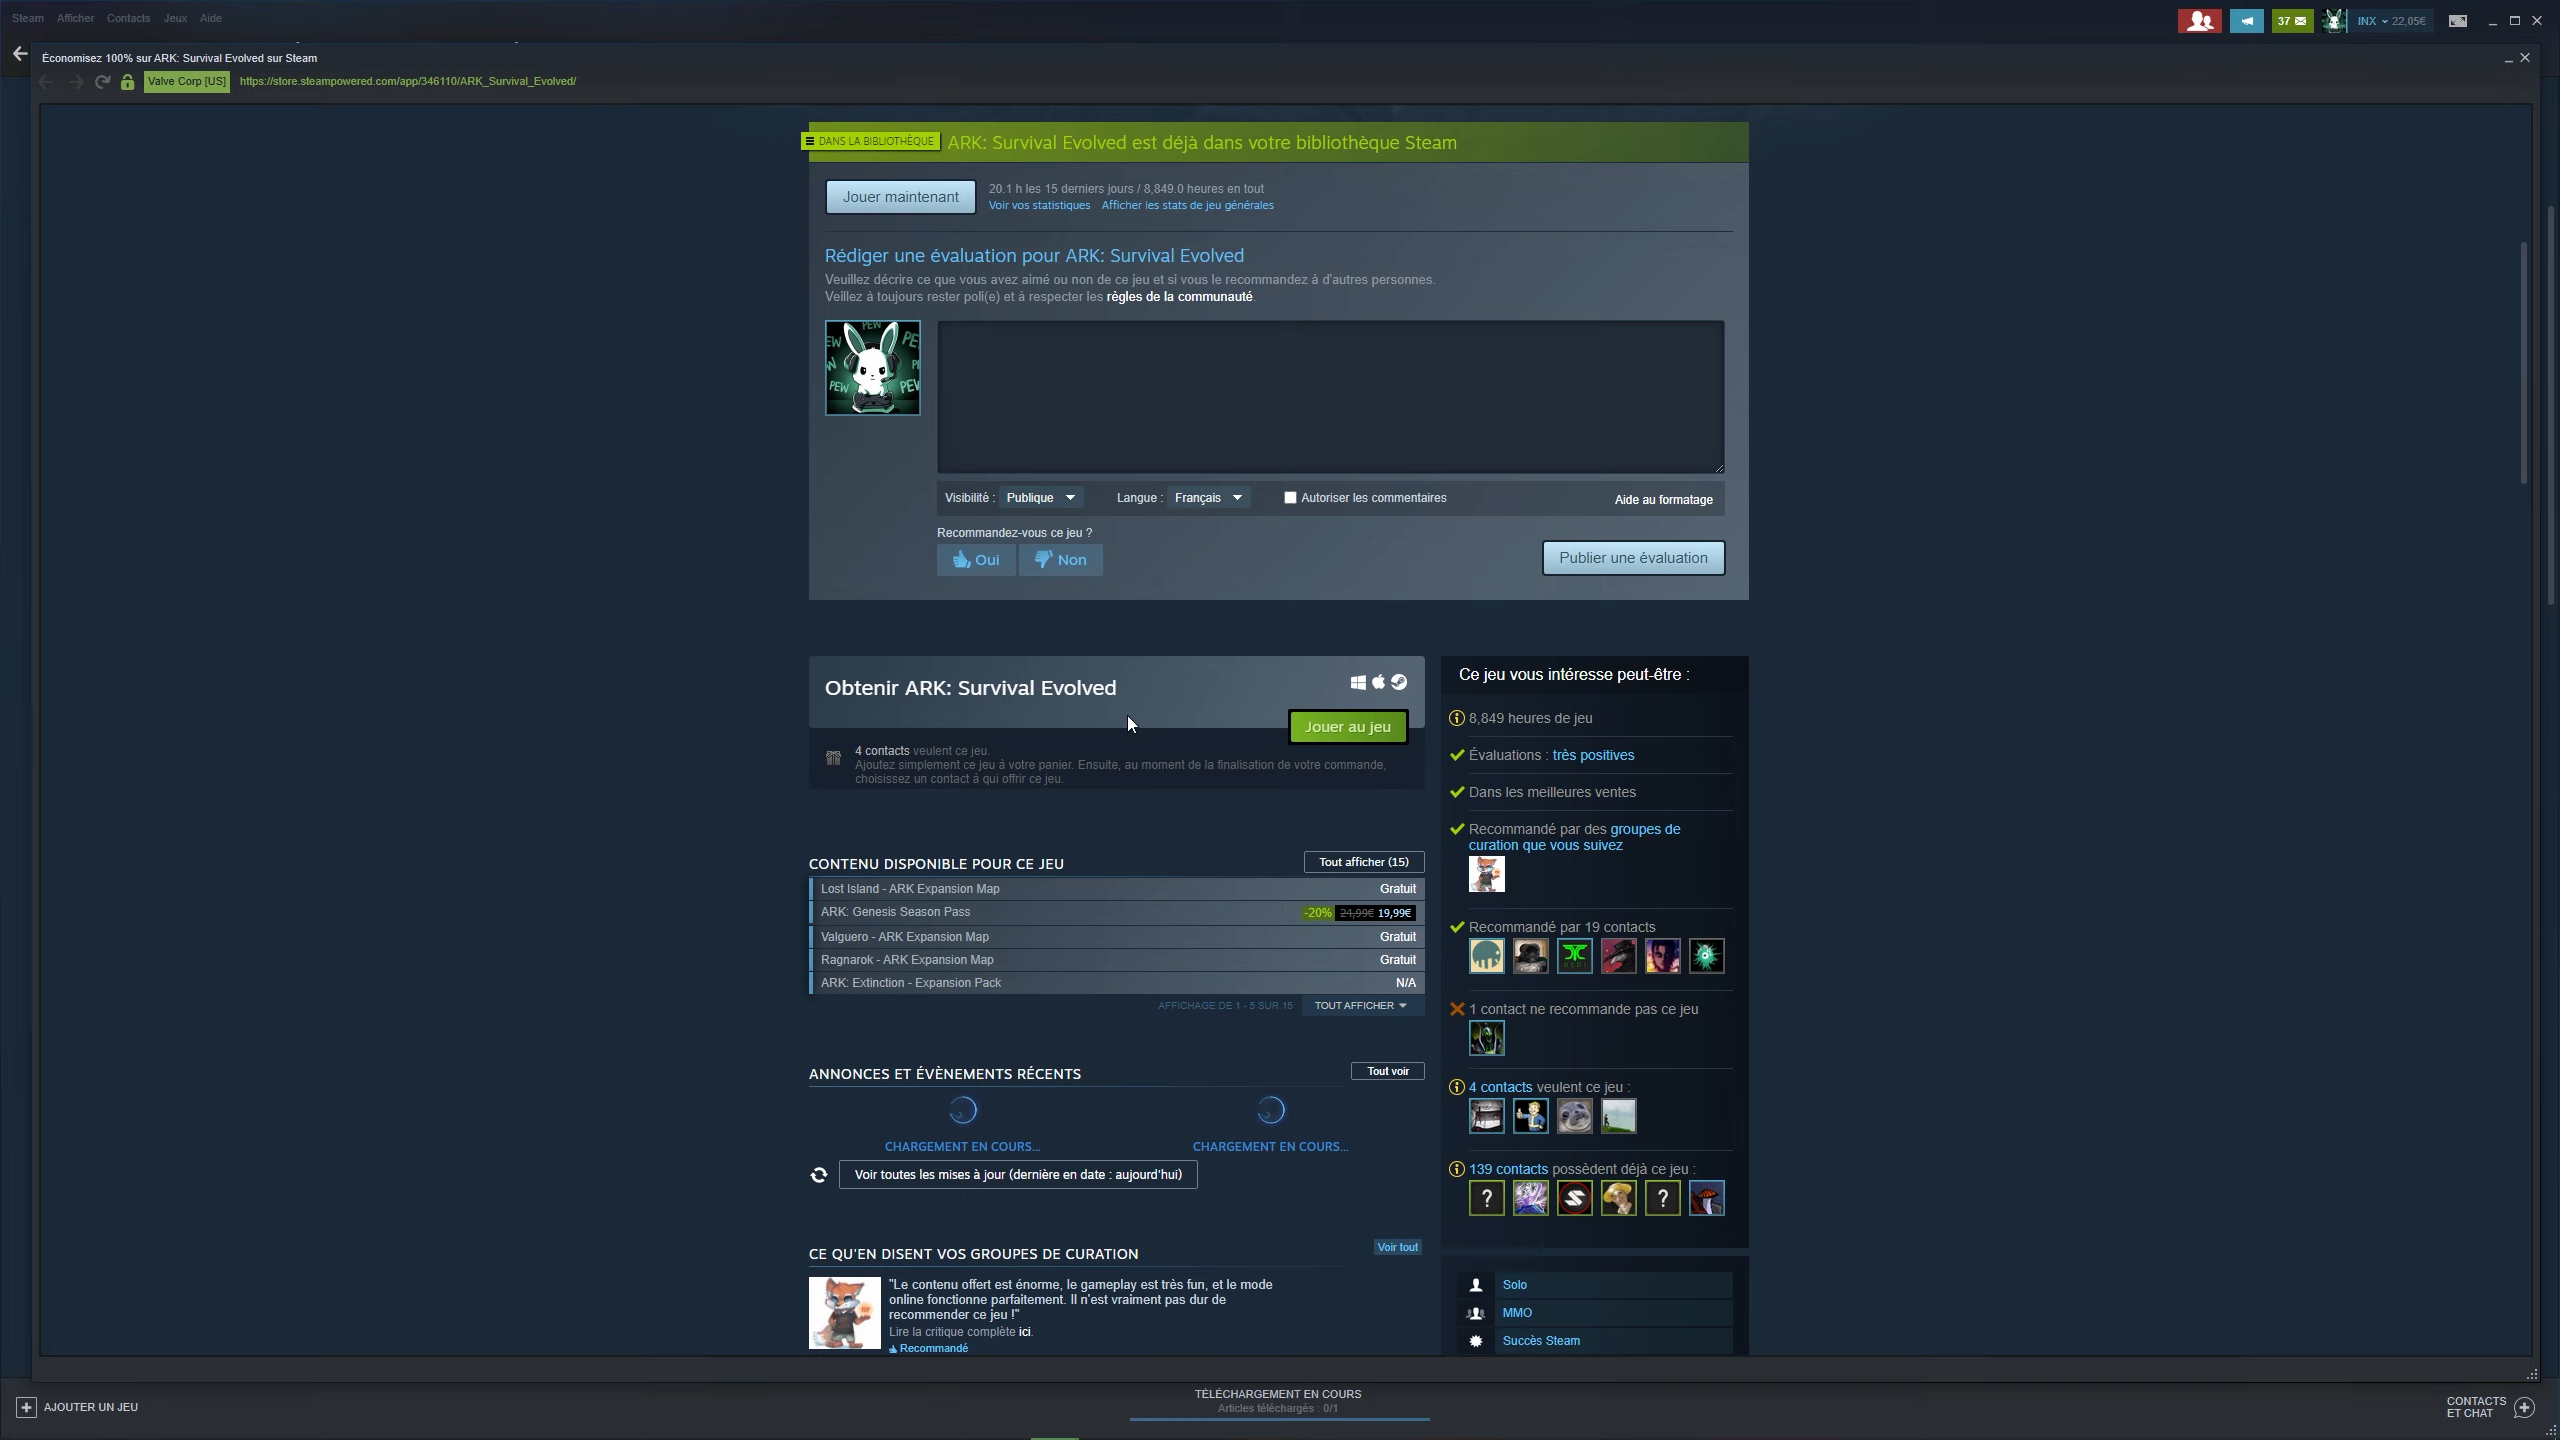 Steam Afficher Contacts Jeux Aide
37 INX 22,05€
Économisez 100% sur ARK: Survival Evolved sur Steam
Valve Corp [US] https://store.steampowered.com/app/346110/ARK_Survival_Evolved/
DANS LA BIBLIOTHÈQUE ARK: Survival Evolved est déjà dans votre bibliothèque Steam
Jouer maintenant
20.1 h les 15 derniers jours / 8,849.0 heures en tout
Voir vos statistiques Afficher les stats de jeu générales
Rédiger une évaluation pour ARK: Survival Evolved
Veuillez décrire ce que vous avez aimé ou non de ce jeu et si vous le recommandez à d'autres personnes.
Veillez à toujours rester poli(e) et à respecter les règles de la communauté.
PEW
PEW
Visibilité : Publique Langue : Français Autoriser les commentaires Aide au formatage
Recommandez-vous ce jeu ?
Oui Non
Publier une évaluation
Obtenir ARK: Survival Evolved
Jouer au jeu
4 contacts veulent ce jeu.
Ajoutez simplement ce jeu à votre panier. Ensuite, au moment de la finalisation de votre commande,
choisissez un contact à qui offrir ce jeu.
CONTENU DISPONIBLE POUR CE JEU Tout afficher (15)
Lost Island - ARK Expansion Map Gratuit
ARK: Genesis Season Pass -20% 24,99€ 19,99€
Valguero - ARK Expansion Map Gratuit
Ragnarok - ARK Expansion Map Gratuit
ARK: Extinction - Expansion Pack N/A
AFFICHAGE DE 1 - 5 SUR 15 TOUT AFFICHER
ANNONCES ET ÉVÈNEMENTS RÉCENTS Tout voir
CHARGEMENT EN COURS... CHARGEMENT EN COURS...
Voir toutes les mises à jour (dernière en date : aujourd'hui)
CE QU'EN DISENT VOS GROUPES DE CURATION Voir tout
"Le contenu offert est énorme, le gameplay est très fun, et le mode
online fonctionne parfaitement. Il n'est vraiment pas dur de
recommender ce jeu !"
Lire la critique complète ici.
Recommandé
Ce jeu vous intéresse peut-être :
8,849 heures de jeu
Évaluations : très positives
Dans les meilleures ventes
Recommandé par des groupes de
curation que vous suivez
Recommandé par 19 contacts
1 contact ne recommande pas ce jeu
4 contacts veulent ce jeu :
139 contacts possèdent déjà ce jeu :
? ?
Solo
MMO
Succès Steam
AJOUTER UN JEU
TÉLÉCHARGEMENT EN COURS
Articles téléchargés : 0/1
CONTACTS
ET CHAT